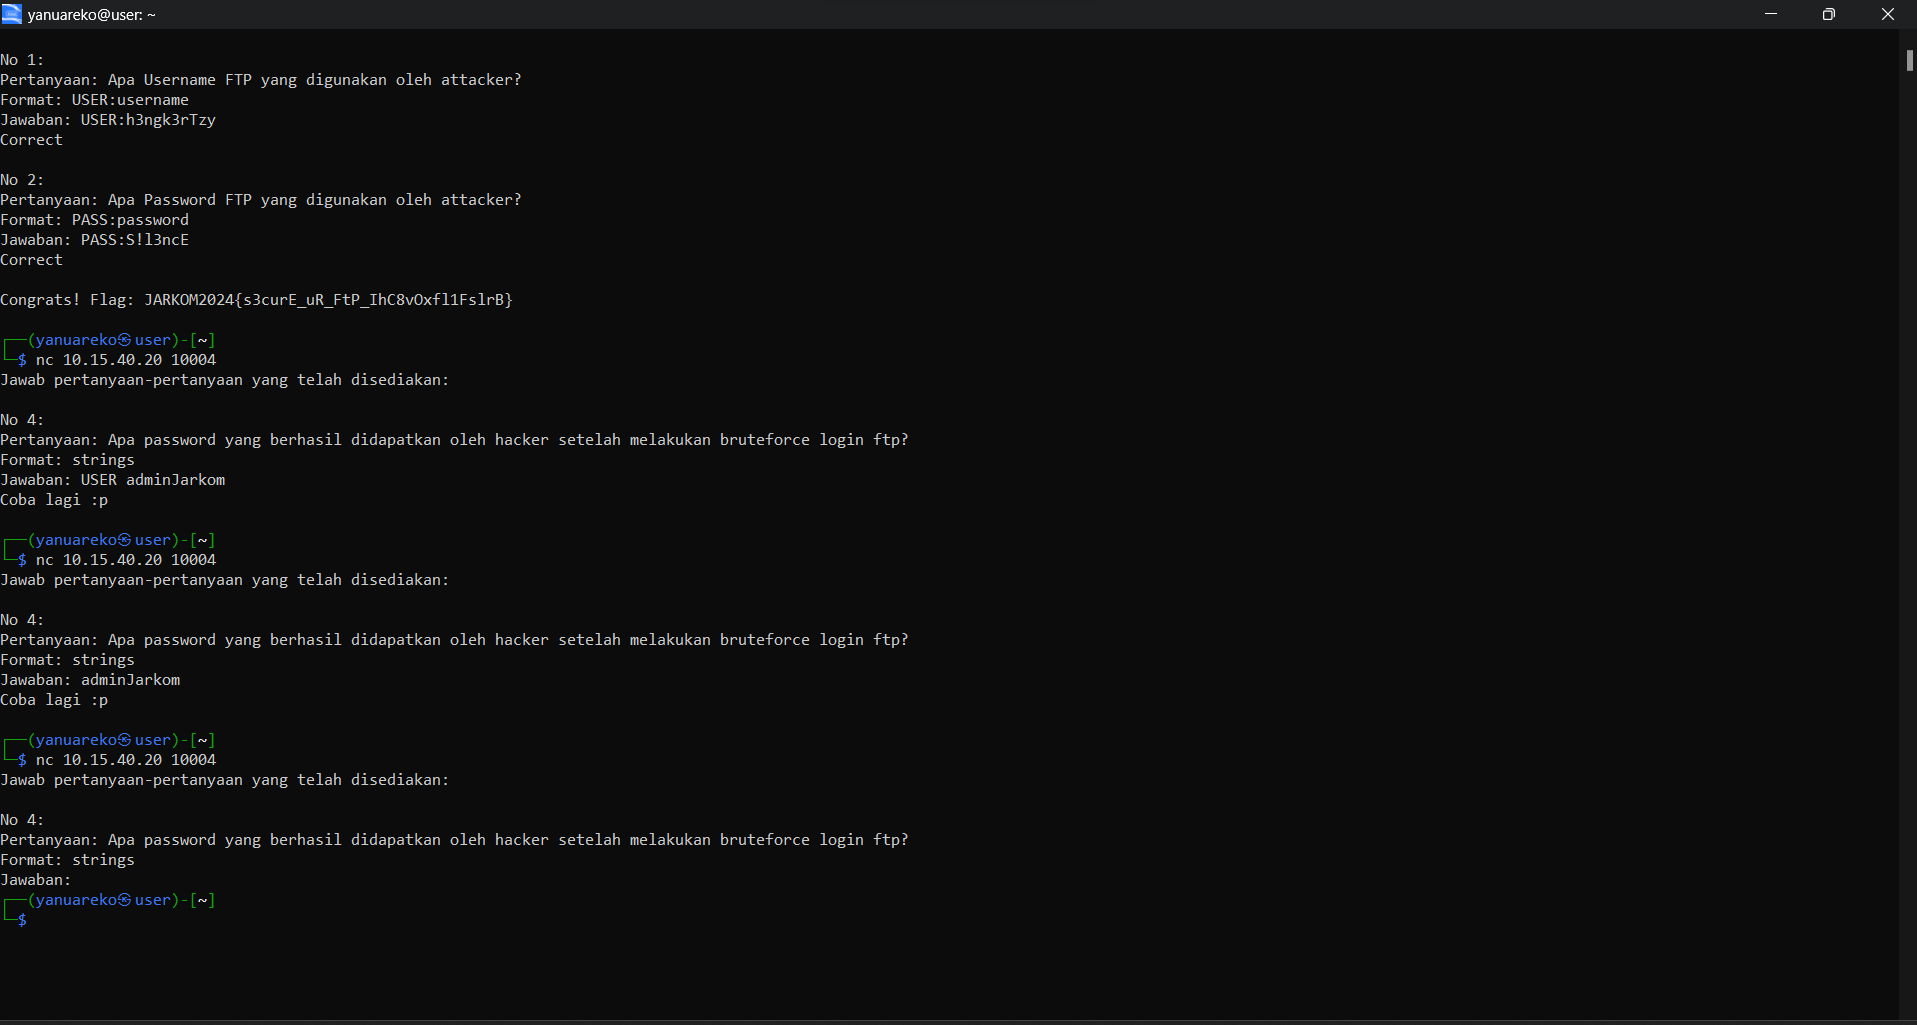 yanuareko@user: ~
No 1:
Pertanyaan: Apa Username FTP yang digunakan oleh attacker?
Format: USER:username
Jawaban: USER:h3ngk3rTzy
Correct
No 2:
Pertanyaan: Apa Password FTP yang digunakan oleh attacker?
Format: PASS:password
Jawaban: PASS:S!l3ncE
Correct
Congrats! Flag: JARKOM2024{s3curE_uR_FtP_IhC8vOxfl1FslrB}
┌──(yanuareko㉿user)-[~]
└─$ nc 10.15.40.20 10004
Jawab pertanyaan-pertanyaan yang telah disediakan:
No 4:
Pertanyaan: Apa password yang berhasil didapatkan oleh hacker setelah melakukan bruteforce login ftp?
Format: strings
Jawaban: USER adminJarkom
Coba lagi :p
┌──(yanuareko㉿user)-[~]
└─$ nc 10.15.40.20 10004
Jawab pertanyaan-pertanyaan yang telah disediakan:
No 4:
Pertanyaan: Apa password yang berhasil didapatkan oleh hacker setelah melakukan bruteforce login ftp?
Format: strings
Jawaban: adminJarkom
Coba lagi :p
┌──(yanuareko㉿user)-[~]
└─$ nc 10.15.40.20 10004
Jawab pertanyaan-pertanyaan yang telah disediakan:
No 4:
Pertanyaan: Apa password yang berhasil didapatkan oleh hacker setelah melakukan bruteforce login ftp?
Format: strings
Jawaban:
┌──(yanuareko㉿user)-[~]
└─$